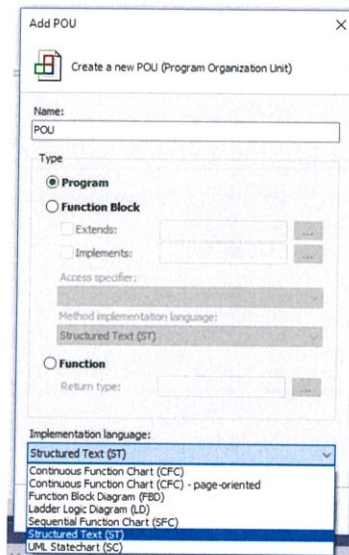 Add POU
Create a new POU (Program Organization Unit)
Name:
POU
Type
Program
Function Block
Extends:
...
Implements:
...
Access specifier:
Method implementation language:
Structured Text (ST)
Function
Return type:
...
Implementation language:
Structured Text (ST)
Continuous Function Chart (CFC)
Continuous Function Chart (CFC) - page-oriented
Function Block Diagram (FBD)
Ladder Logic Diagram (LD)
Sequential Function Chart (SFC)
Structured Text (ST)
UML Statechart (SC)